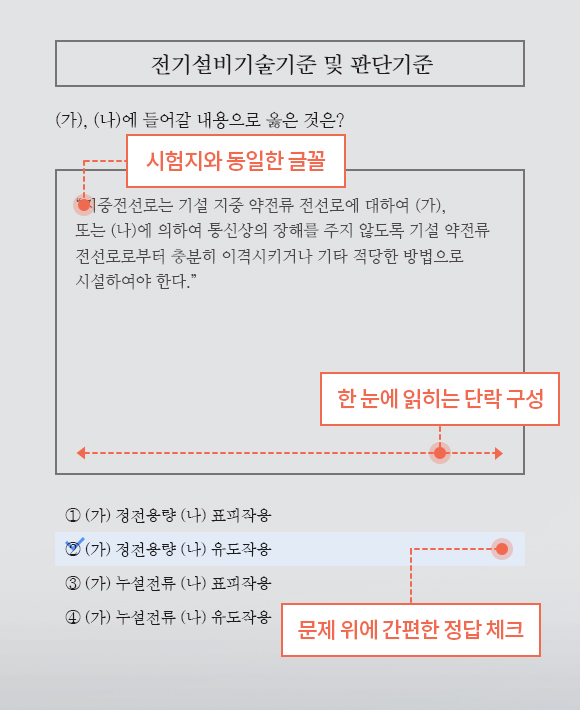 전기설비기술기준 및 판단기준
(가), (나)에 들어갈 내용으로 옳은 것은?
시험지와 동일한 글꼴
“지중전선로는 기설 지중 약전류 전선로에 대하여 (가),
또는 (나)에 의하여 통신상의 장해를 주지 않도록 기설 약전류
전선로로부터 충분히 이격시키거나 기타 적당한 방법으로
시설하여야 한다.”
한 눈에 읽히는 단락 구성
① (가) 정전용량 (나) 표피작용
② (가) 정전용량 (나) 유도작용
③ (가) 누설전류 (나) 표피작용
④ (가) 누설전류 (나) 유도작용
문제 위에 간편한 정답 체크